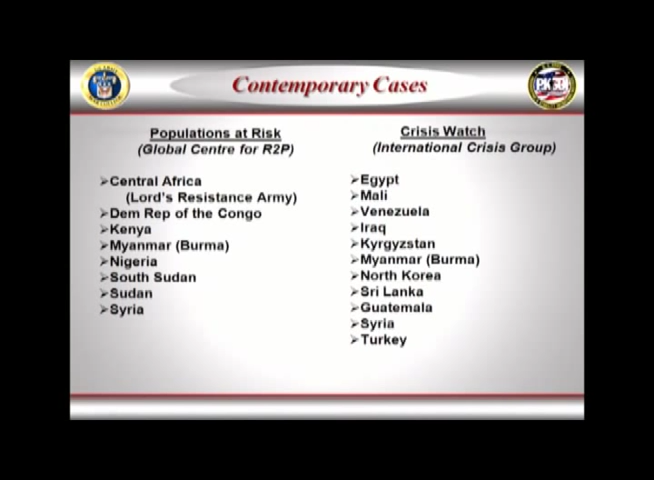 Contemporary Cases
PKSOI
Populations at Risk
(Global Centre for R2P)
➢Central Africa
(Lord's Resistance Army)
➢Dem Rep of the Congo
➢Kenya
➢Myanmar (Burma)
➢Nigeria
➢South Sudan
➢Sudan
➢Syria
Crisis Watch
(International Crisis Group)
➢Egypt
➢Mali
➢Venezuela
➢Iraq
➢Kyrgyzstan
➢Myanmar (Burma)
➢North Korea
➢Sri Lanka
➢Guatemala
➢Syria
➢Turkey